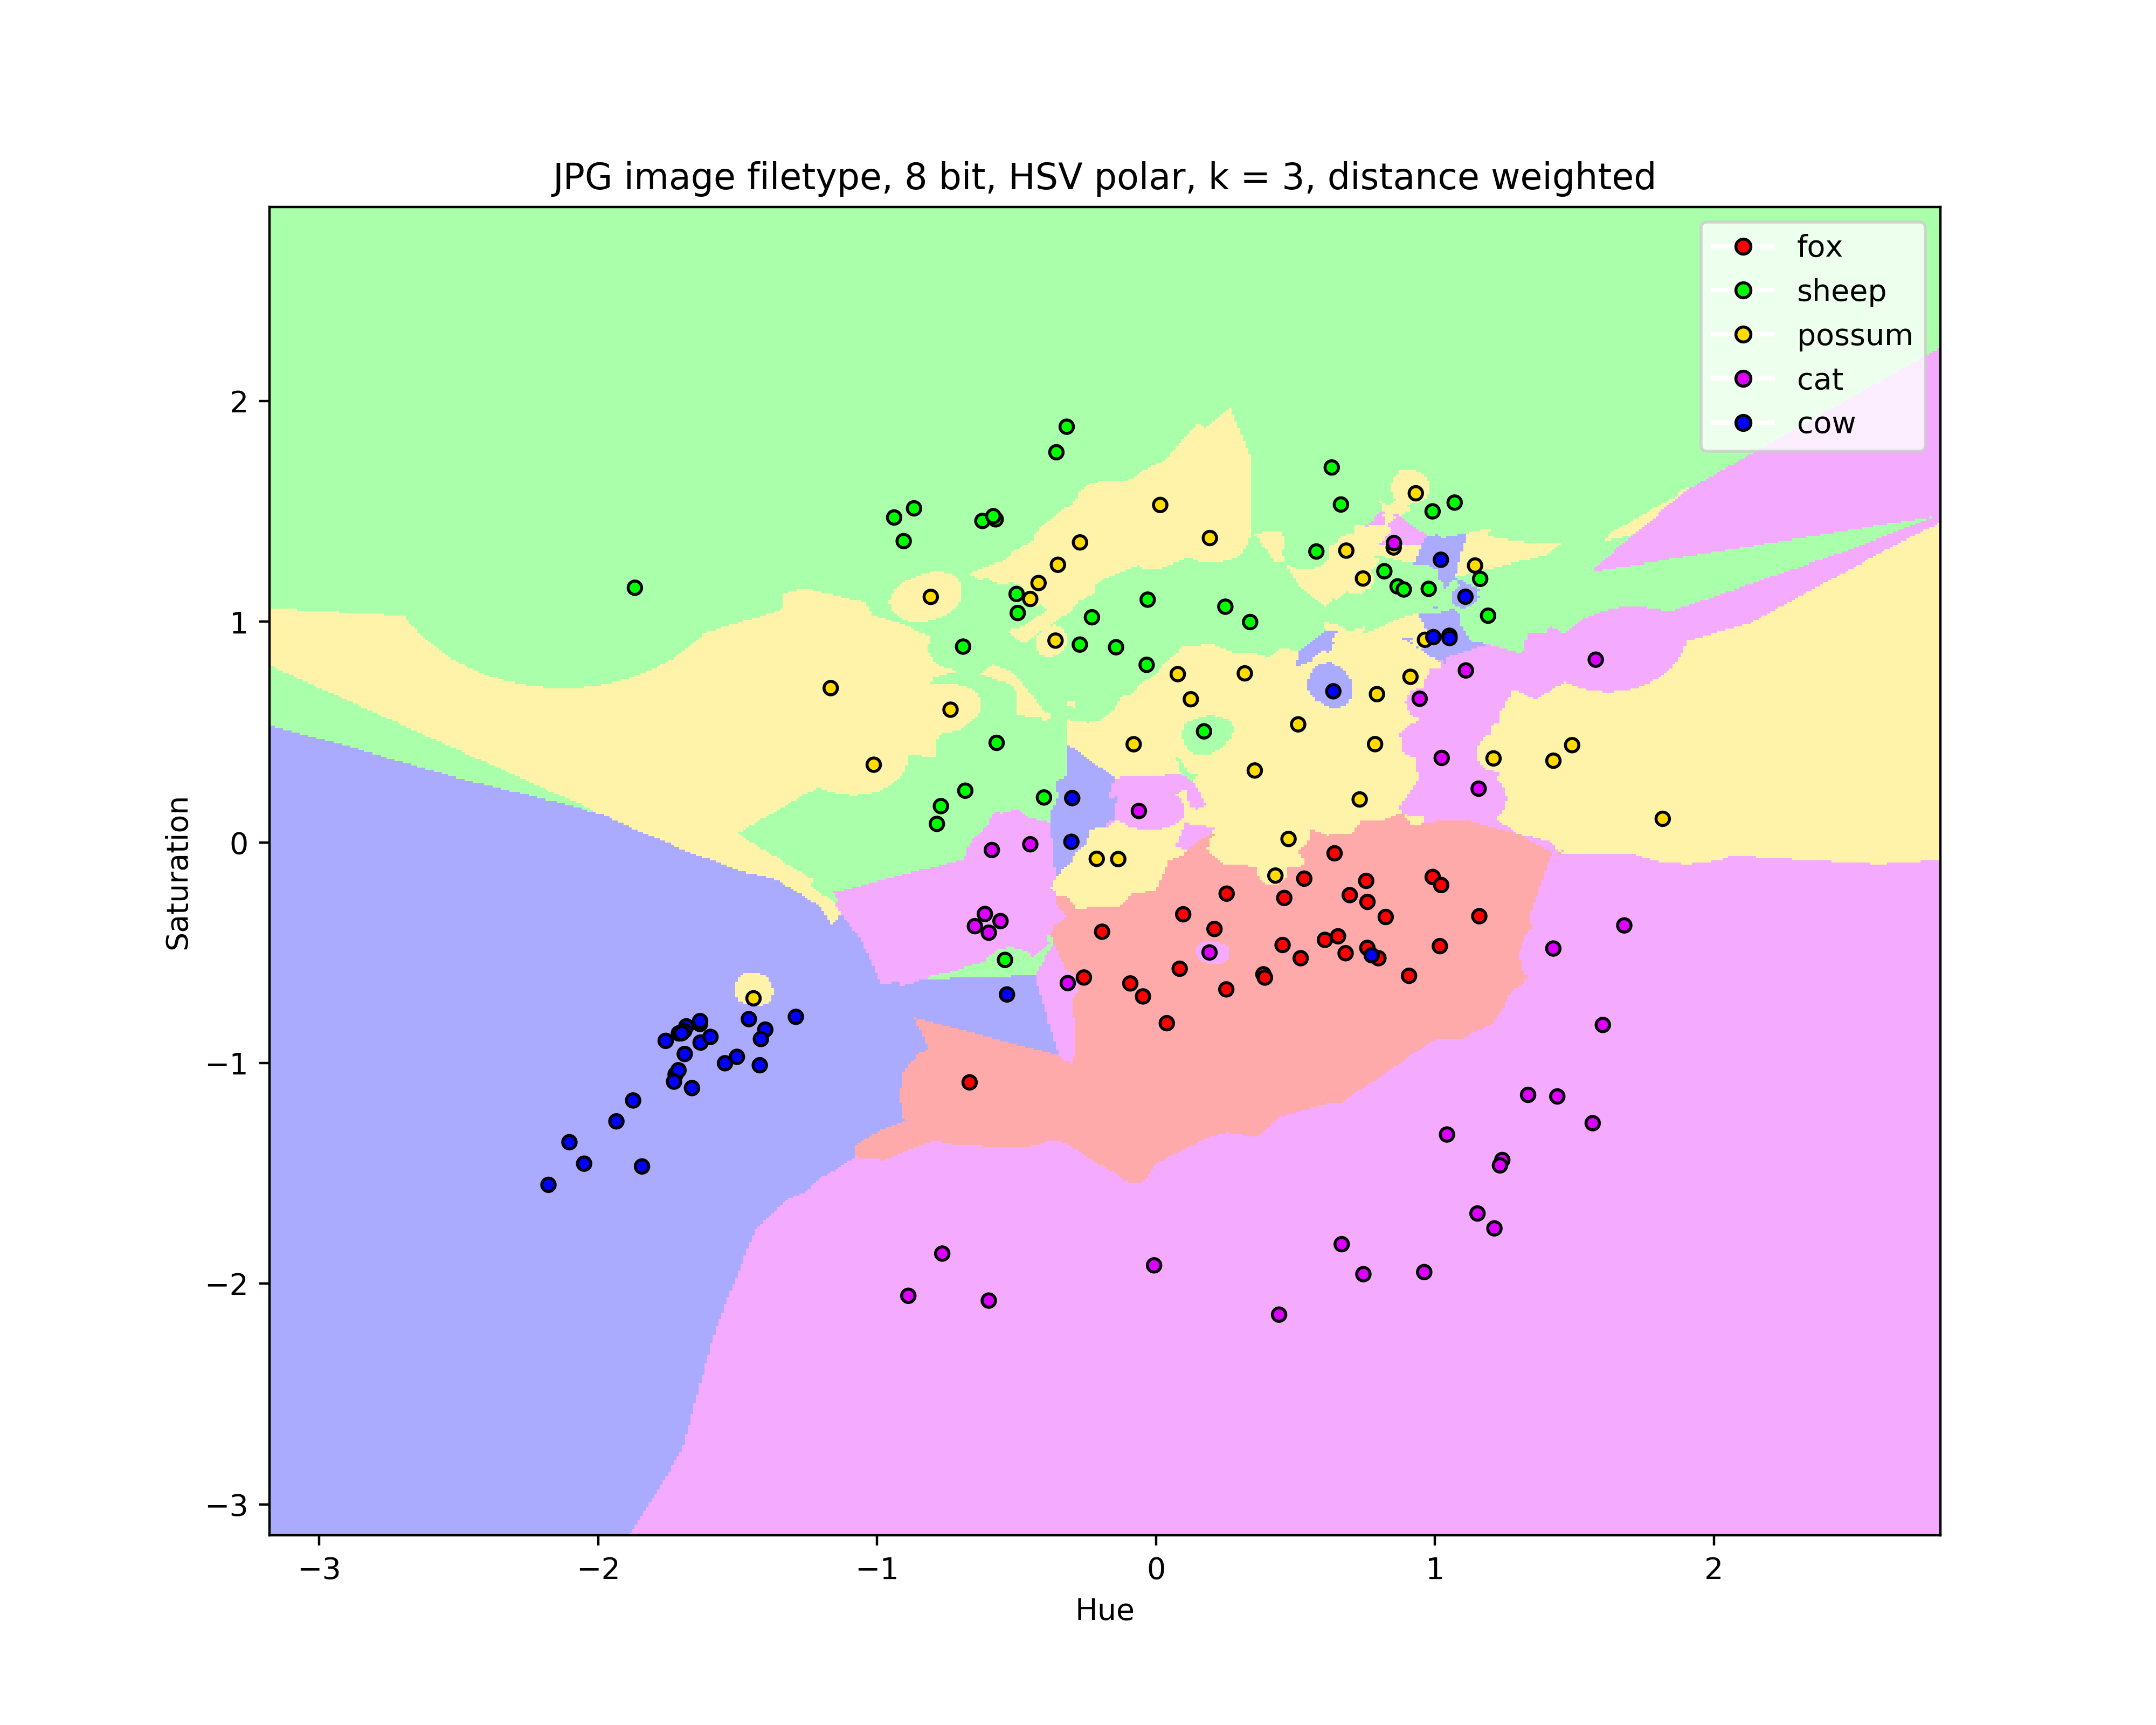 JPG image filetype, 8 bit, HSV polar, k = 3, distance weighted
fox
sheep
possum
cat
cow
2
1
0
−1
−2
−3
Saturation
−3
−2
−1
0
1
2
Hue